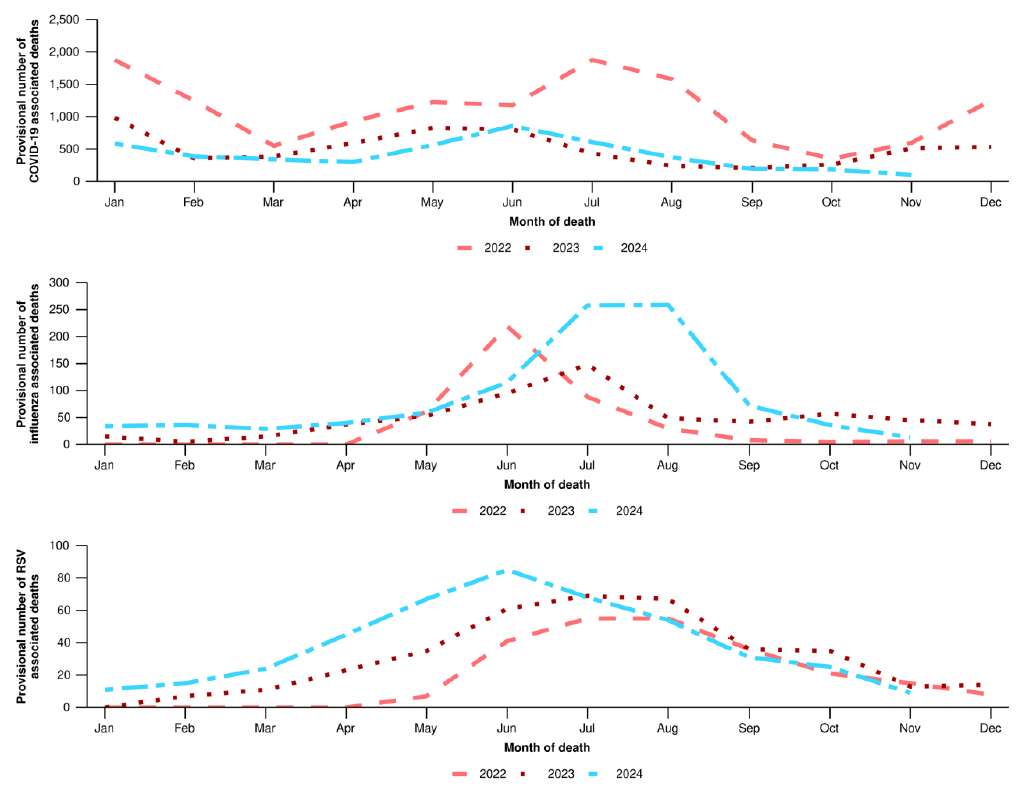 Provisional number of
COVID-19 associated deaths
2,500
2,000
1,500
1,000
500
0
Jan Feb Mar Apr May Jun Jul Aug Sep Oct Nov Dec
Month of death
2022 2023 2024
Provisional number of
influenza associated deaths
300
250
200
150
100
50
0
Jan Feb Mar Apr May Jun Jul Aug Sep Oct Nov Dec
Month of death
2022 2023 2024
Provisional number of RSV
associated deaths
100
80
60
40
20
0
Jan Feb Mar Apr May Jun Jul Aug Sep Oct Nov Dec
Month of death
2022 2023 2024